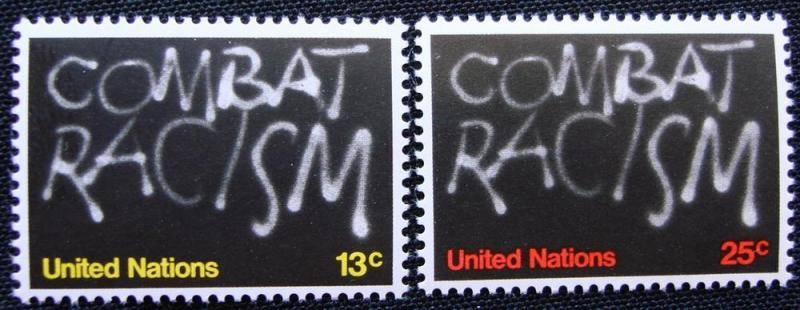 COMBAT
RACISM
United Nations 13c
COMBAT
RACISM
United Nations 25c